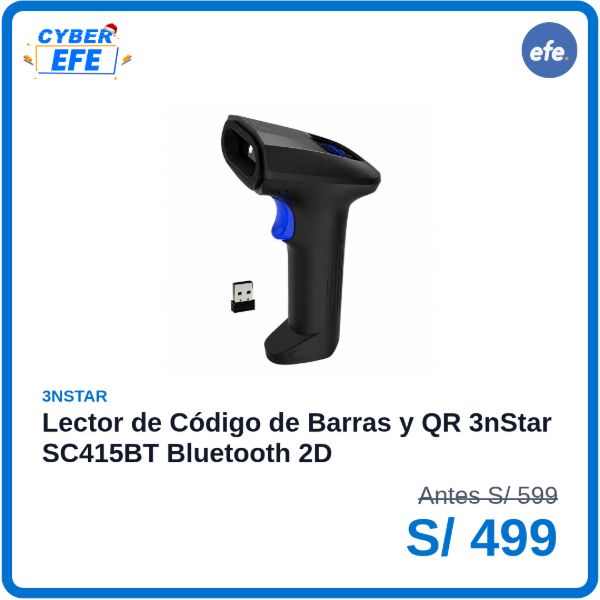 CYBER
EFE
efe.
3NSTAR
Lector de Código de Barras y QR 3nStar
SC415BT Bluetooth 2D
Antes S/ 599
S/ 499